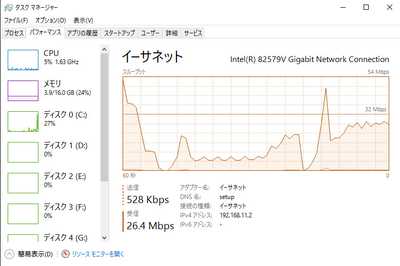 タスク マネージャー
ファイル(F) オプション(O) 表示(V)
プロセス パフォーマンス アプリの履歴 スタートアップ ユーザー 詳細 サービス
CPU
5% 1.63 GHz
メモリ
3.9/16.0 GB (24%)
ディスク 0 (C:)
27%
ディスク 1 (D:)
0%
ディスク 2 (E:)
0%
ディスク 3 (F:)
0%
ディスク 4 (G:)
イーサネット
Intel(R) 82579V Gigabit Network Connection
スループット
54 Mbps
32 Mbps
60 秒
0
送信
528 Kbps
受信
26.4 Mbps
アダプター名: イーサネット
DNS 名: setup
接続の種類: イーサネット
IPv4 アドレス: 192.168.11.2
IPv6 アドレス: -
簡易表示(D)
リソース モニターを開く